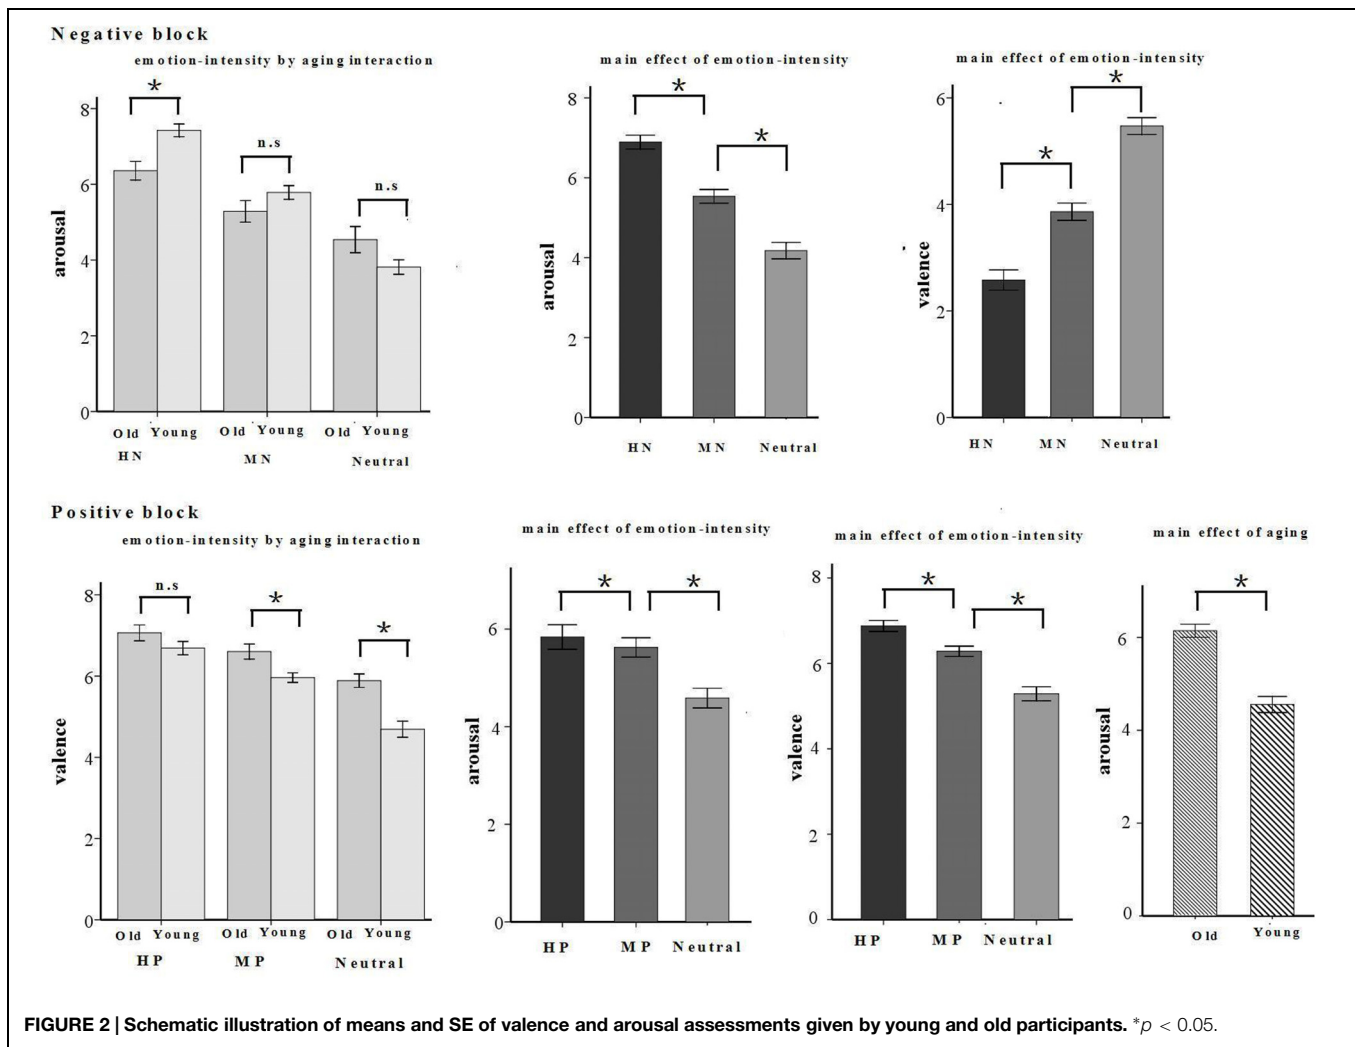 Negative block
emotion-intensity by aging interaction
*
n.s
n.s
8
6
4
2
0
arousal
Old Young Old Young Old Young
HN MN Neutral
main effect of emotion-intensity
*
*
8
6
4
2
0
arousal
HN MN Neutral
main effect of emotion-intensity
*
*
6
4
2
0
valence
HN MN Neutral
Positive block
emotion-intensity by aging interaction
n.s
*
*
8
6
4
2
0
valence
Old Young Old Young Old Young
HP MP Neutral
main effect of emotion-intensity
*
*
6
4
2
0
arousal
HP MP Neutral
main effect of emotion-intensity
*
*
8
6
4
2
0
valence
HP MP Neutral
main effect of aging
*
6
4
2
0
arousal
Old Young
FIGURE 2 | Schematic illustration of means and SE of valence and arousal assessments given by young and old participants. *p < 0.05.